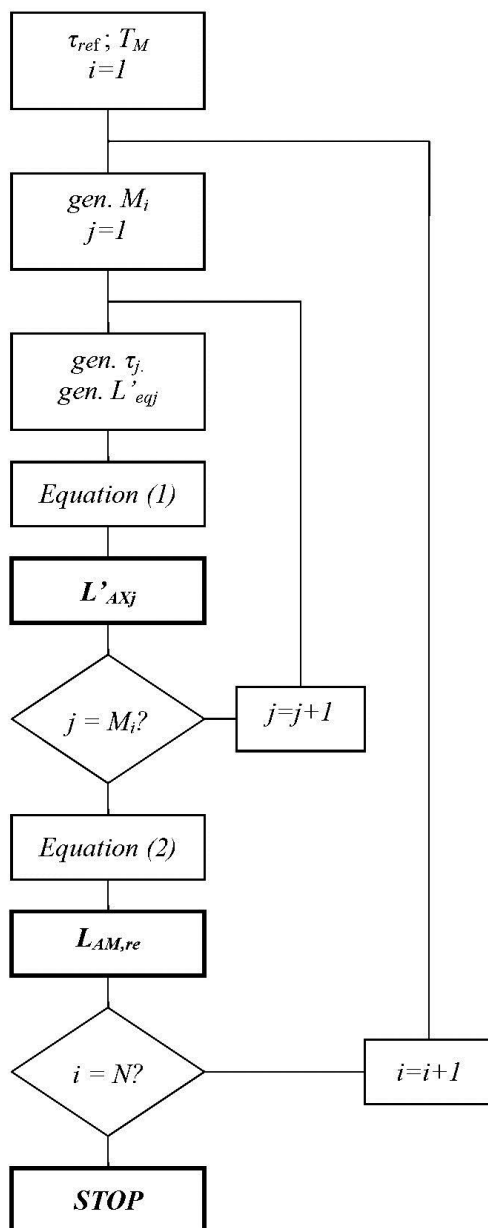 τref ; TM
i=1
gen. Mi
j=1
gen. τj.
gen. L’eqj
Equation (1)
L’AXj
j = Mi?
j=j+1
Equation (2)
LAM,re
i = N?
i=i+1
STOP